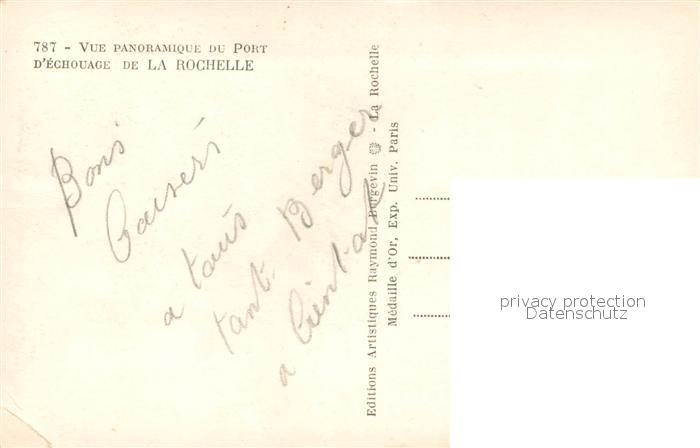 787 - VUE PANORAMIQUE DU PORT
D'ÉCHOUAGE DE LA ROCHELLE
Bons
Baisers
a tous
tant. Berger
a
Editions Artistiques Raymond Bergevin - La Rochelle
Médaille d'Or, Exp. Univ. Paris
privacy protection
Datenschutz